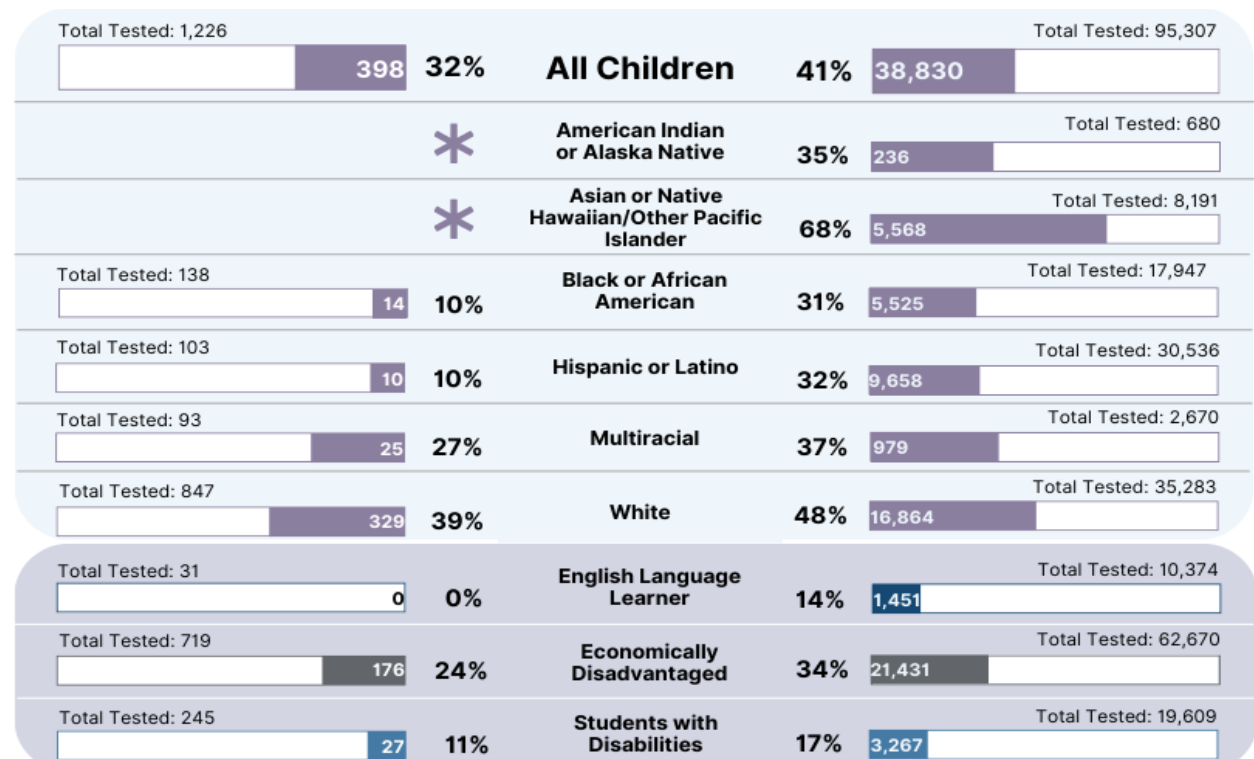 Total Tested: 1,226
Total Tested: 95,307
398 32% All Children 41% 38,830
Total Tested: 680
American Indian
or Alaska Native
* 35% 236
Total Tested: 8,191
Asian or Native
Hawaiian/Other Pacific
Islander
* 68% 5,568
Total Tested: 138
Total Tested: 17,947
Black or African
American
14 10% 31% 5,525
Total Tested: 103
Total Tested: 30,536
Hispanic or Latino
10 10% 32% 9,658
Total Tested: 93
Total Tested: 2,670
Multiracial
25 27% 37% 979
Total Tested: 847
Total Tested: 35,283
White
329 39% 48% 16,864
Total Tested: 31
Total Tested: 10,374
English Language
Learner
0 0% 14% 1,451
Total Tested: 719
Total Tested: 62,670
Economically
Disadvantaged
176 24% 34% 21,431
Total Tested: 245
Total Tested: 19,609
Students with
Disabilities
27 11% 17% 3,267